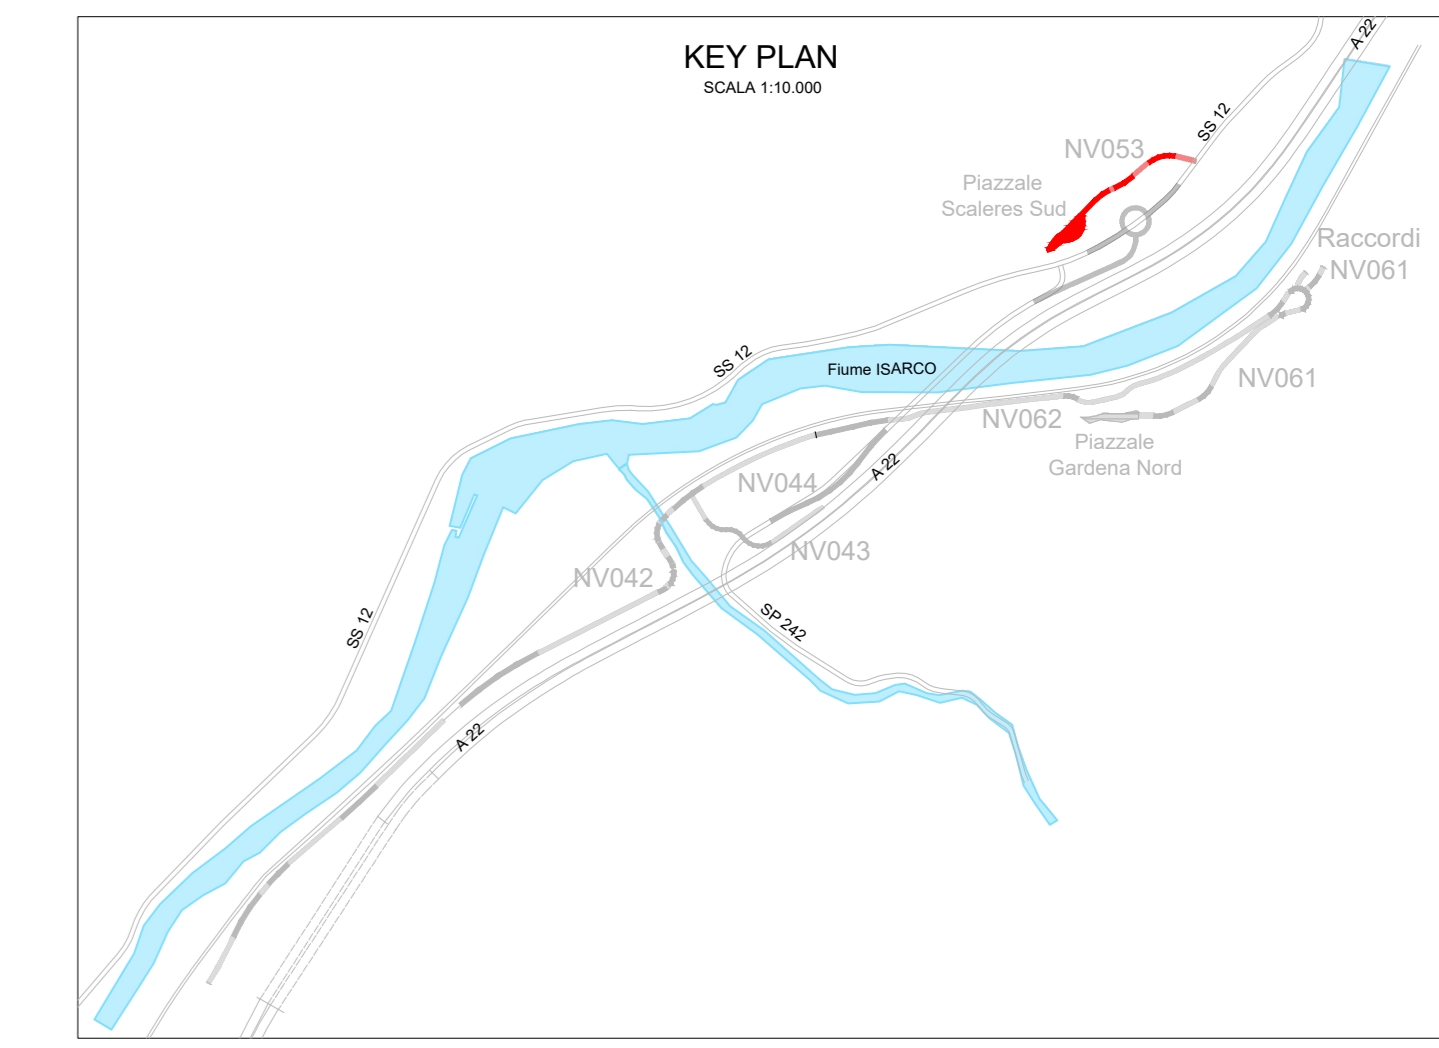 KEY PLAN
SCALA 1:10.000
A 22
SS 12
NV053
Piazzale
Scaleres Sud
Raccordi
NV061
SS 12
Fiume ISARCO
NV061
NV062
Piazzale
Gardena Nord
A 22
NV044
NV043
NV042
SS 12
SP 242
A 22